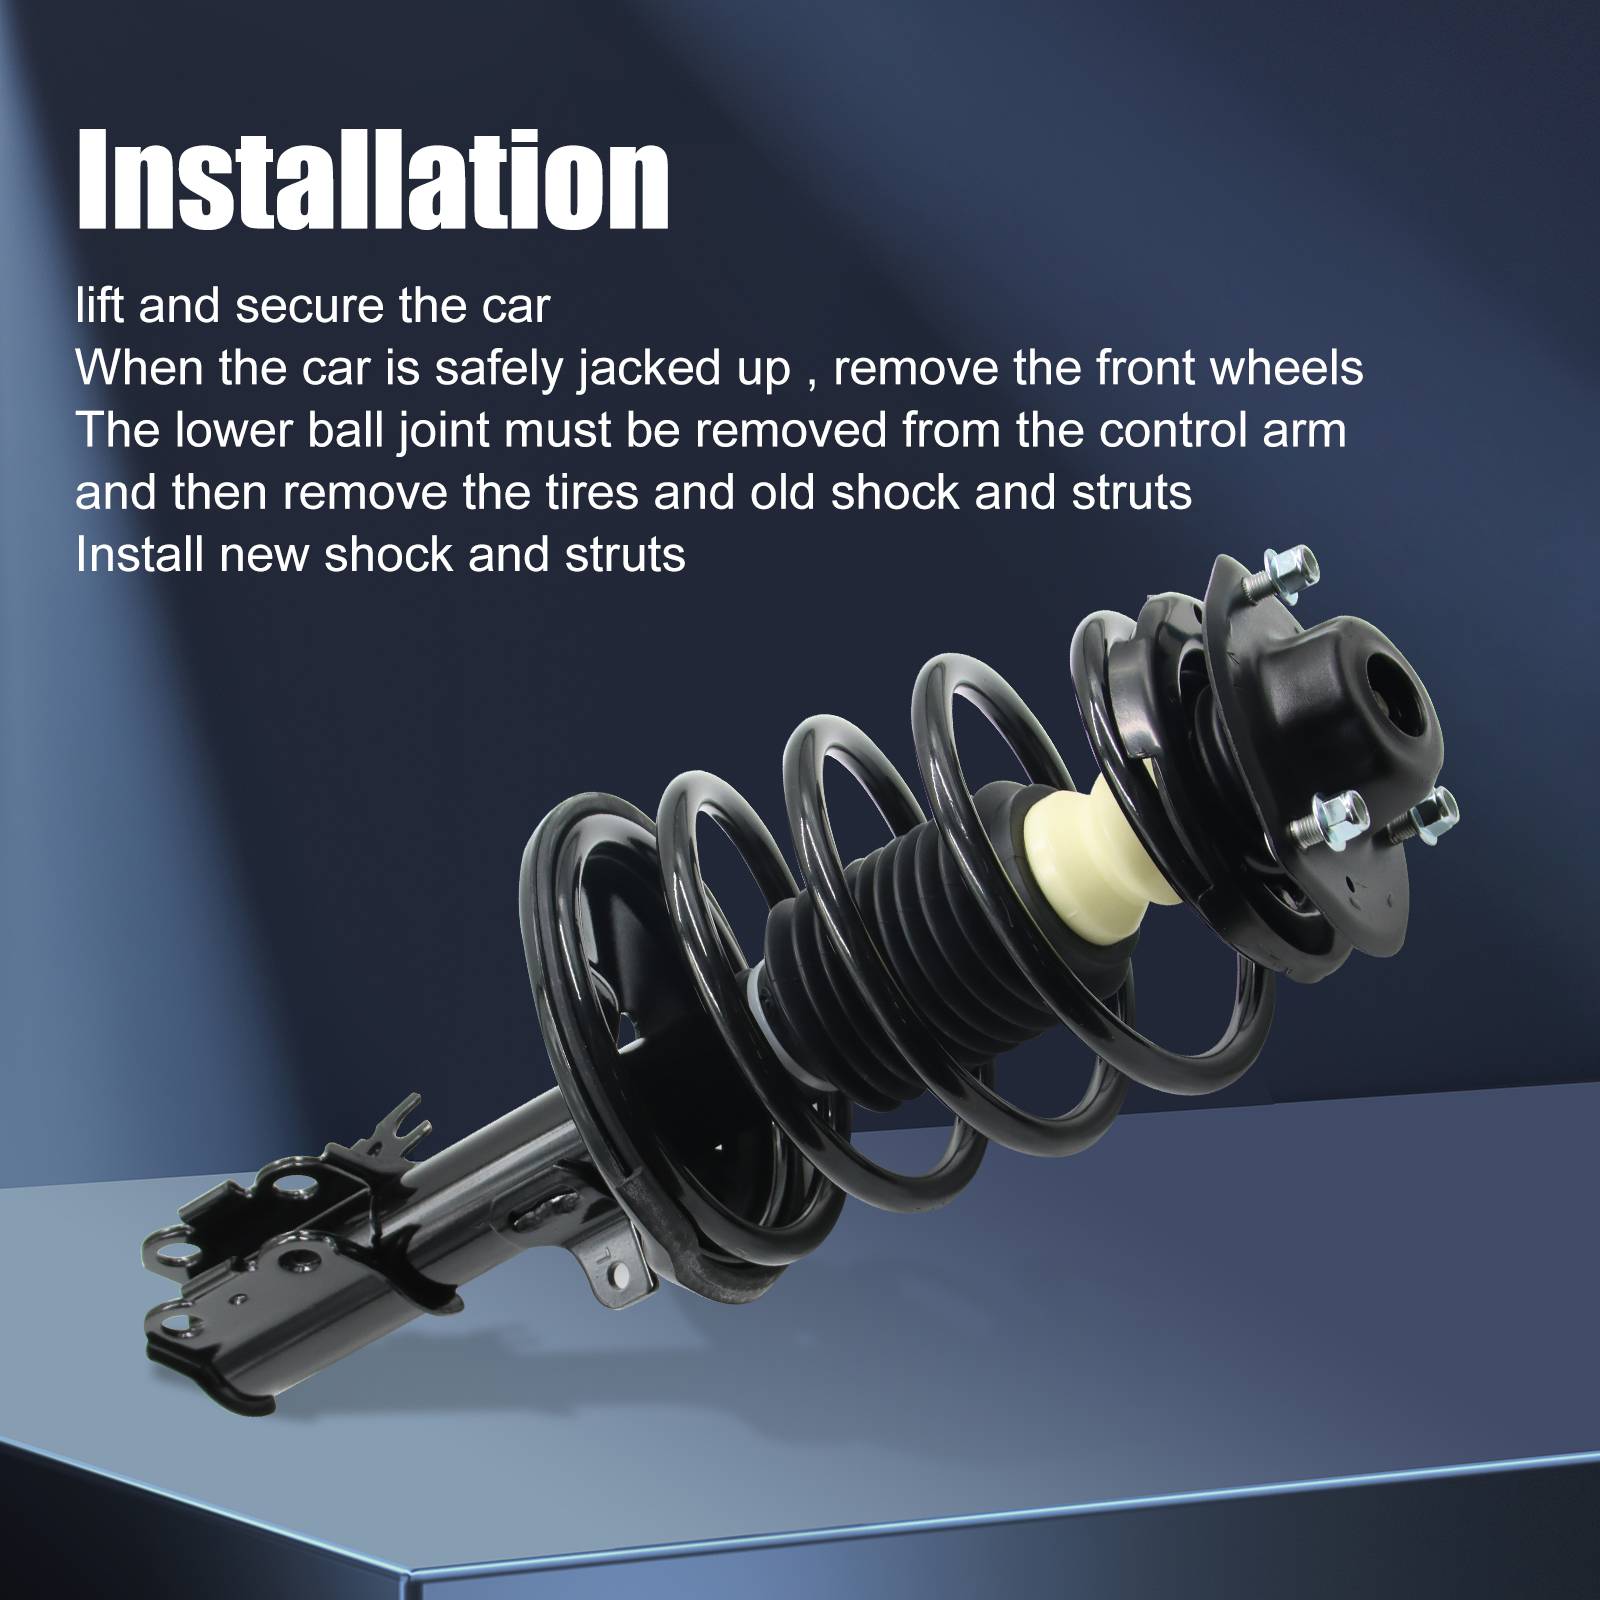 Installation
lift and secure the car
When the car is safely jacked up , remove the front wheels
The lower ball joint must be removed from the control arm
and then remove the tires and old shock and struts
Install new shock and struts
L